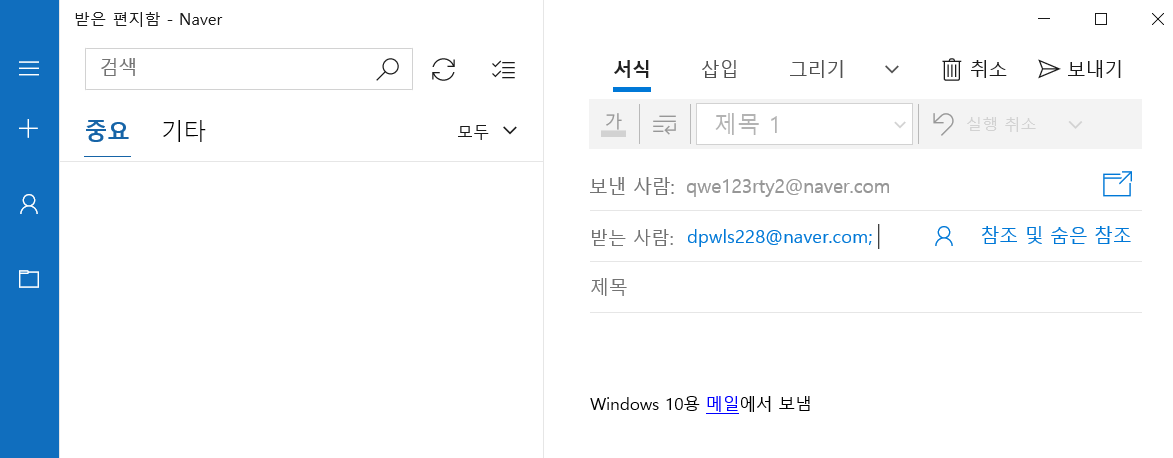 받은 편지함 - Naver
검색
중요 기타 모두
서식 삽입 그리기 취소 보내기
가 제목 1 실행 취소
보낸 사람: qwe123rty2@naver.com
받는 사람: dpwls228@naver.com; 참조 및 숨은 참조
제목
Windows 10용 메일에서 보냄